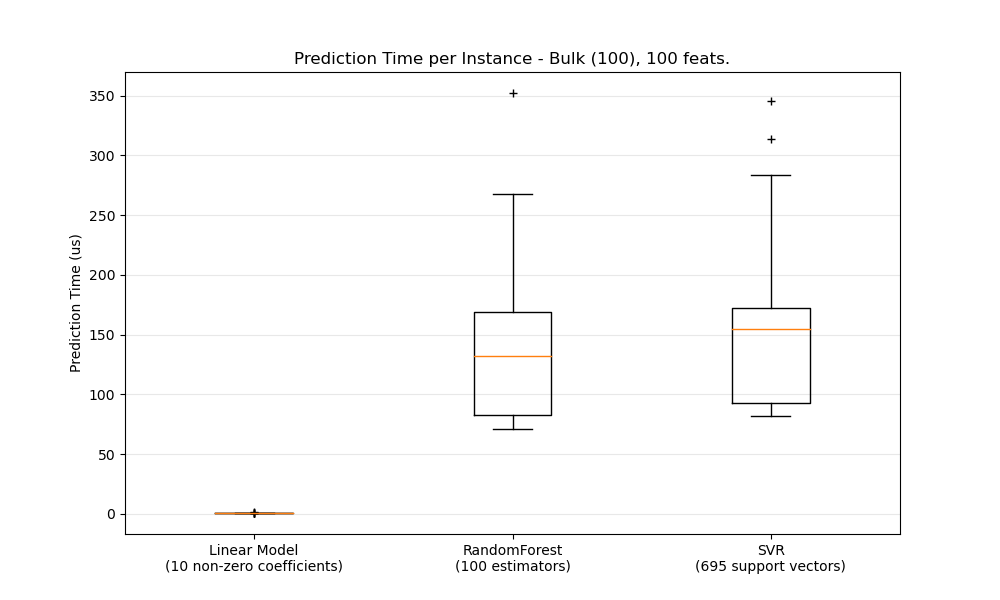 Prediction Time per Instance - Bulk (100), 100 feats.
Prediction Time (us)
350
300
250
200
150
100
50
0
Linear Model
(10 non-zero coefficients)
RandomForest
(100 estimators)
SVR
(695 support vectors)